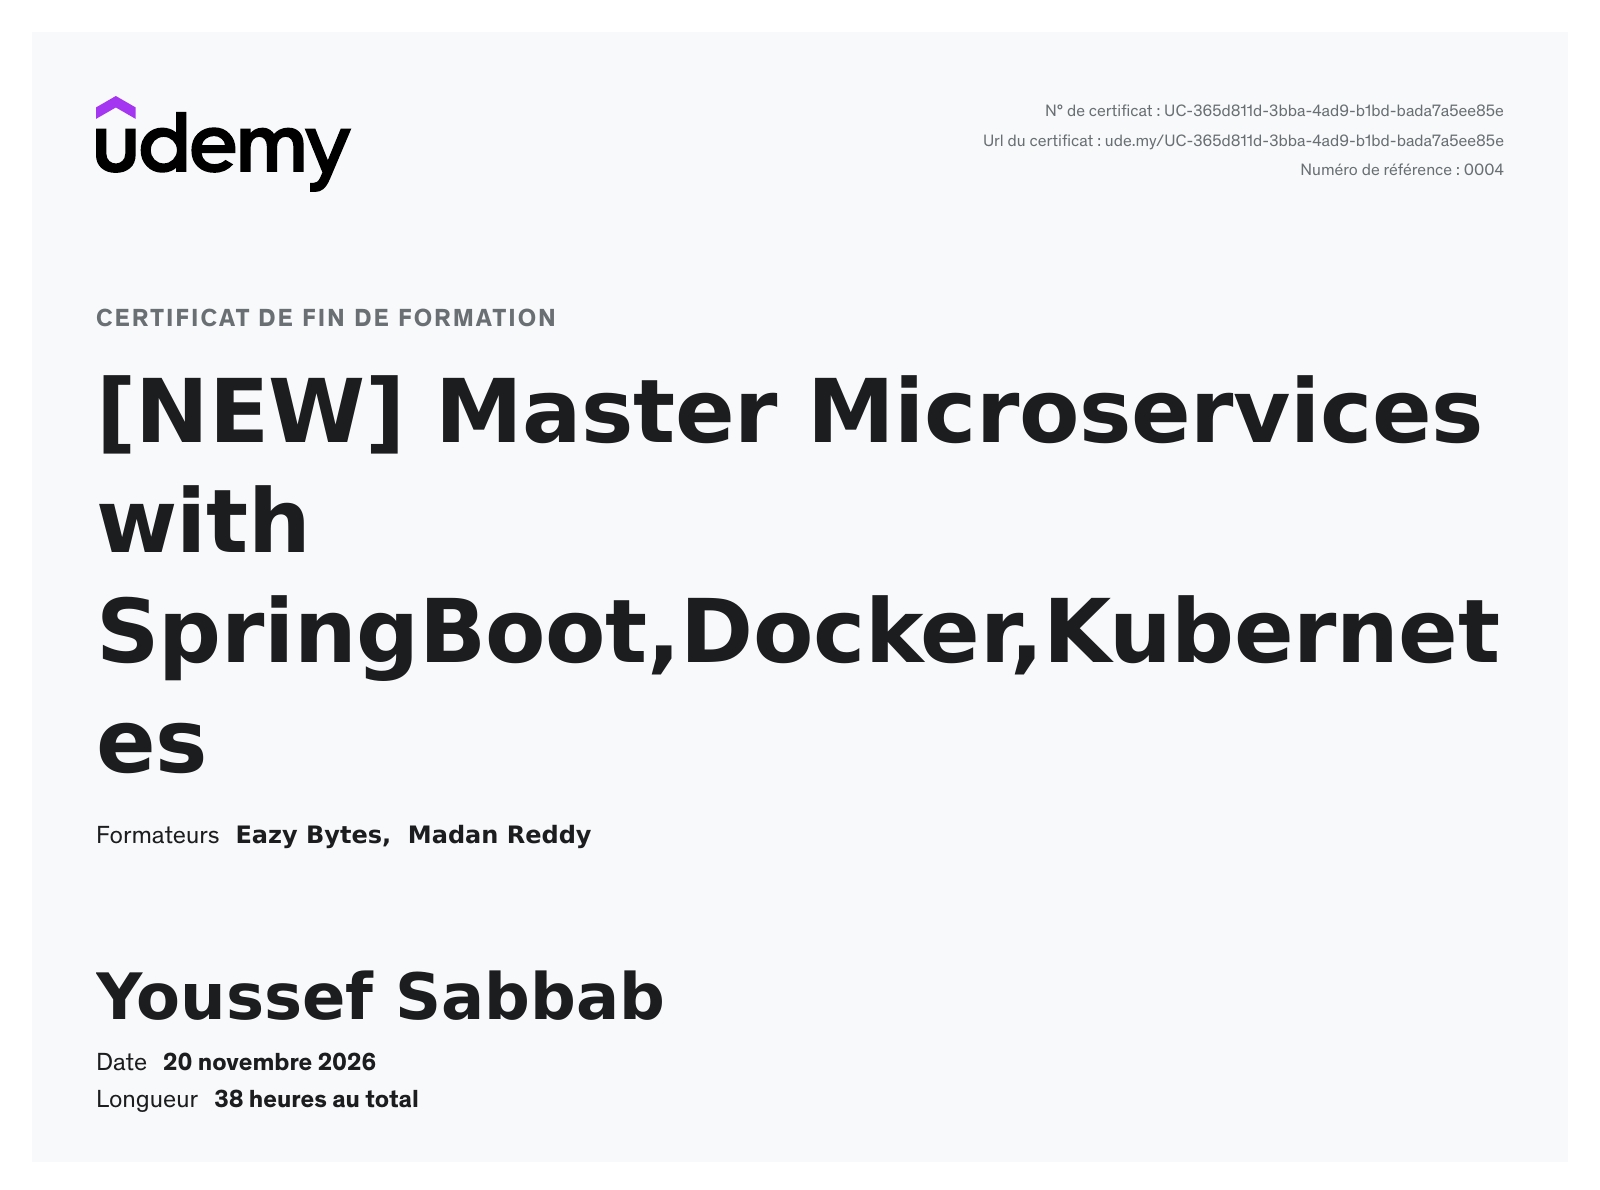 udemy
N° de certificat : UC-365d811d-3bba-4ad9-b1bd-bada7a5ee85e
Url du certificat : ude.my/UC-365d811d-3bba-4ad9-b1bd-bada7a5ee85e
Numéro de référence : 0004
CERTIFICAT DE FIN DE FORMATION
[NEW] Master Microservices
with
SpringBoot,Docker,Kubernet
es
Formateurs Eazy Bytes, Madan Reddy
Youssef Sabbab
Date 20 novembre 2026
Longueur 38 heures au total